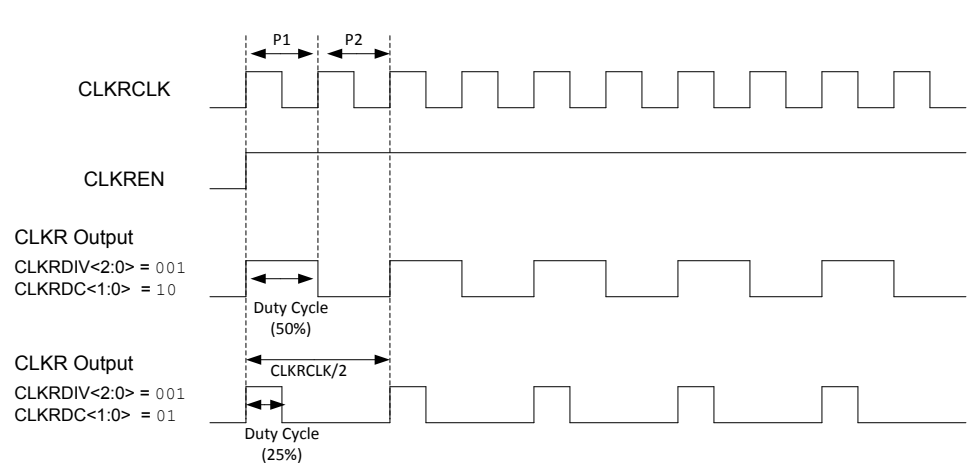 P1
P2
CLKRCLK
CLKREN
CLKR Output
CLKRDIV<2:0> = 001
CLKRDC<1:0> = 10
Duty Cycle
(50%)
CLKR Output
CLKRCLK/2
CLKRDIV<2:0> = 001
CLKRDC<1:0> = 01
Duty Cycle
(25%)